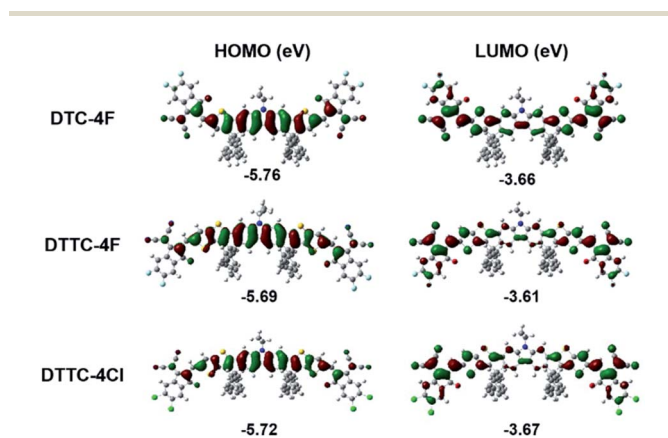 HOMO (eV) LUMO (eV)
DTC-4F
-5.76 -3.66
DTTC-4F
-5.69 -3.61
DTTC-4Cl
-5.72 -3.67